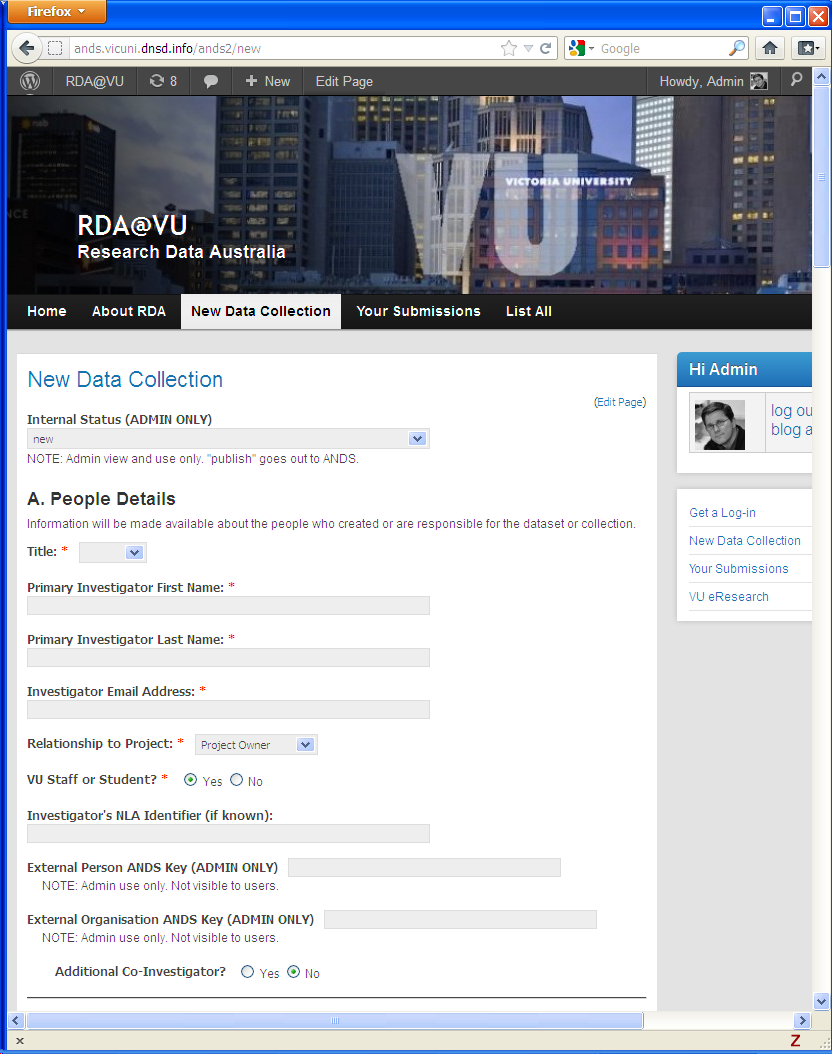 Firefox
ands.vicuni.dnsd.info/ands2/new
Google
RDA@VU
8
New
Edit Page
Howdy, Admin
nab
nab
NCE
VU
VICTORIA UNIVERSITY
RDA@VU
Research Data Australia
Home
About RDA
New Data Collection
Your Submissions
List All
New Data Collection
(Edit Page)
Internal Status (ADMIN ONLY)
new
NOTE: Admin view and use only. "publish" goes out to ANDS.
A. People Details
Information will be made available about the people who created or are responsible for the dataset or collection.
Title: *
Primary Investigator First Name: *
Primary Investigator Last Name: *
Investigator Email Address: *
Relationship to Project: * Project Owner
VU Staff or Student? * Yes No
Investigator's NLA Identifier (if known):
External Person ANDS Key (ADMIN ONLY)
NOTE: Admin use only. Not visible to users.
External Organisation ANDS Key (ADMIN ONLY)
NOTE: Admin use only. Not visible to users.
Additional Co-Investigator? Yes No
Hi Admin
log ou
blog a
Get a Log-in
New Data Collection
Your Submissions
VU eResearch
x
Z